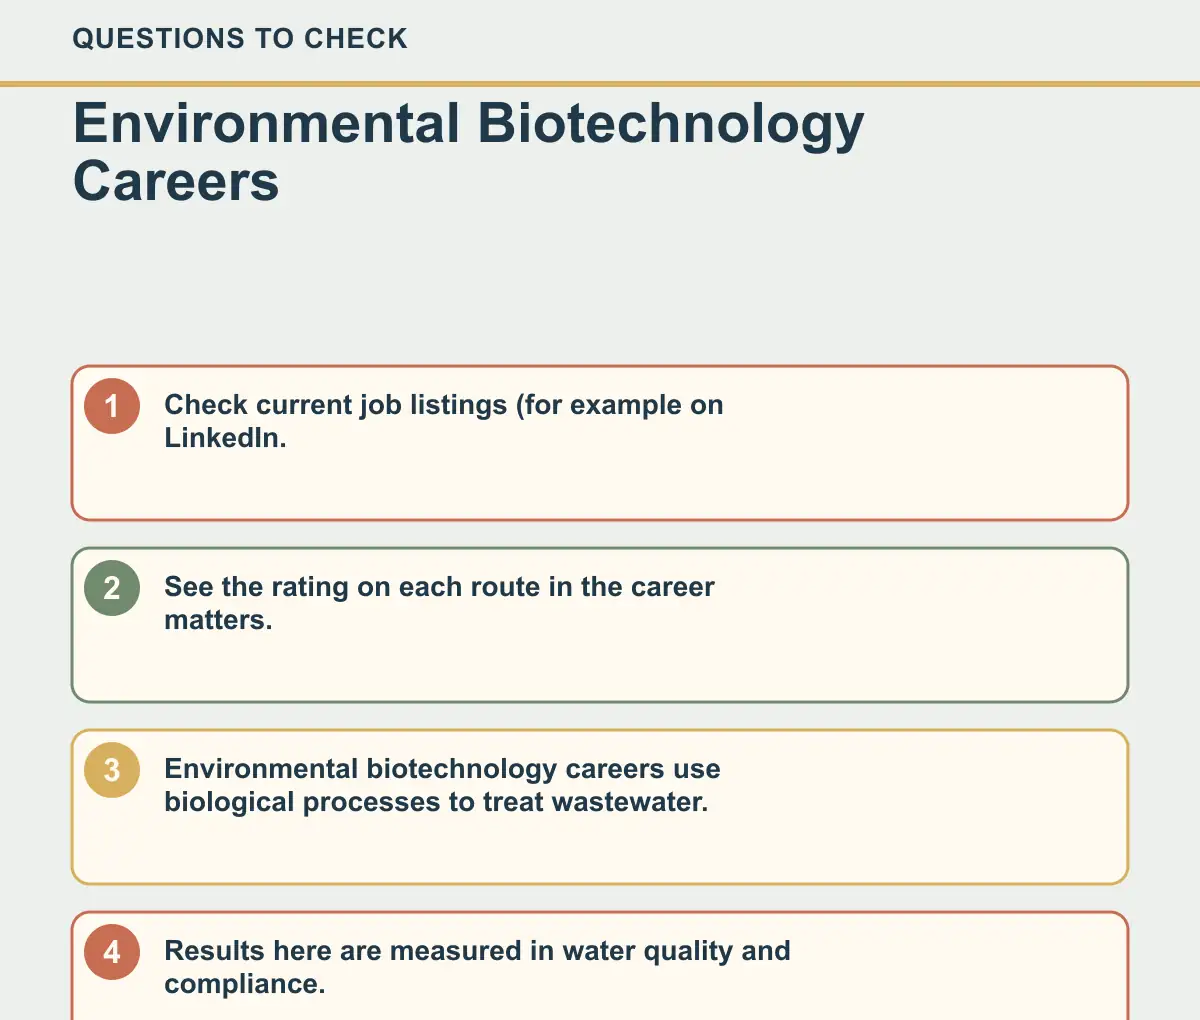 QUESTIONS TO CHECK
Environmental Biotechnology
Careers
1
Check current job listings (for example on
LinkedIn.
2
See the rating on each route in the career
matters.
3
Environmental biotechnology careers use
biological processes to treat wastewater.
4
Results here are measured in water quality and
compliance.